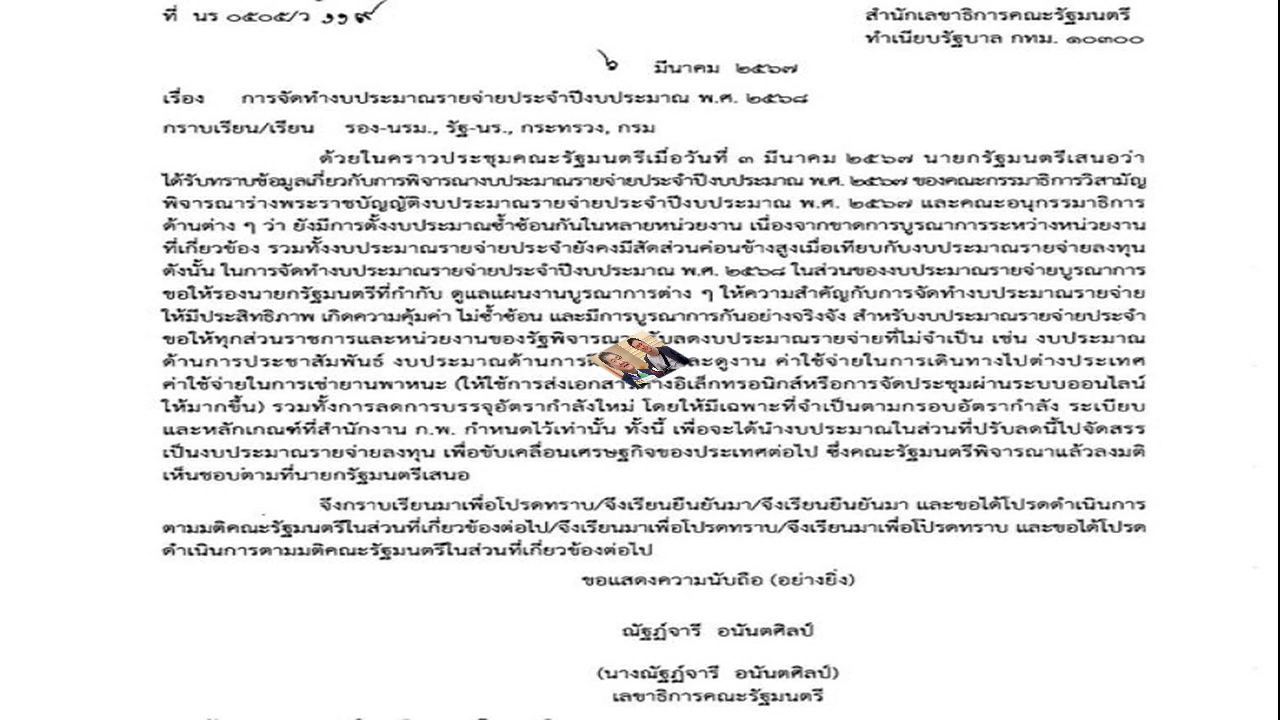 ที่ นร ๐๕๐๕/ว ๑๑๙
สำนักเลขาธิการคณะรัฐมนตรี
ทำเนียบรัฐบาล กทม. ๑๐๓๐๐
๖ มีนาคม ๒๕๖๗
เรื่อง การจัดทำงบประมาณรายจ่ายประจำปีงบประมาณ พ.ศ. ๒๕๖๘
กราบเรียน/เรียน รอง-นรม., รัฐ-นร., กระทรวง, กรม
ด้วยในคราวประชุมคณะรัฐมนตรีเมื่อวันที่ ๓ มีนาคม ๒๕๖๗ นายกรัฐมนตรีเสนอว่า
ได้รับทราบข้อมูลเกี่ยวกับการพิจารณางบประมาณรายจ่ายประจำปีงบประมาณ พ.ศ. ๒๕๖๗ ของคณะกรรมาธิการวิสามัญ
พิจารณาร่างพระราชบัญญัติงบประมาณรายจ่ายประจำปีงบประมาณ พ.ศ. ๒๕๖๗ และคณะอนุกรรมาธิการ
ด้านต่าง ๆ ว่า ยังมีการตั้งงบประมาณซ้ำซ้อนกันในหลายหน่วยงาน เนื่องจากขาดการบูรณาการระหว่างหน่วยงาน
ที่เกี่ยวข้อง รวมทั้งงบประมาณรายจ่ายประจำยังคงมีสัดส่วนค่อนข้างสูงเมื่อเทียบกับงบประมาณรายจ่ายลงทุน
ดังนั้น ในการจัดทำงบประมาณรายจ่ายประจำปีงบประมาณ พ.ศ. ๒๕๖๘ ในส่วนของงบประมาณรายจ่ายบูรณาการ
ขอให้รองนายกรัฐมนตรีที่กำกับ ดูแลแผนงานบูรณาการต่าง ๆ ให้ความสำคัญกับการจัดทำงบประมาณรายจ่าย
ให้มีประสิทธิภาพ เกิดความคุ้มค่า ไม่ซ้ำซ้อน และมีการบูรณาการกันอย่างจริงจัง สำหรับงบประมาณรายจ่ายประจำ
ขอให้ทุกส่วนราชการและหน่วยงานของรัฐพิจารณา ลดงบประมาณรายจ่ายที่ไม่จำเป็น เช่น งบประมาณ
ด้านการประชาสัมพันธ์ งบประมาณด้านการ และดูงาน ค่าใช้จ่ายในการเดินทางไปต่างประเทศ
ค่าใช้จ่ายในการเช่ายานพาหนะ (ให้ใช้การส่งเอกสารทางอิเล็กทรอนิกส์หรือการจัดประชุมผ่านระบบออนไลน์
ให้มากขึ้น) รวมทั้งการลดการบรรจุอัตรากำลังใหม่ โดยให้มีเฉพาะที่จำเป็นตามกรอบอัตรากำลัง ระเบียบ
และหลักเกณฑ์ที่สำนักงาน ก.พ. กำหนดไว้เท่านั้น ทั้งนี้ เพื่อจะได้นำงบประมาณในส่วนที่ปรับลดนี้ไปจัดสรร
เป็นงบประมาณรายจ่ายลงทุน เพื่อขับเคลื่อนเศรษฐกิจของประเทศต่อไป ซึ่งคณะรัฐมนตรีพิจารณาแล้วลงมติ
เห็นชอบตามที่นายกรัฐมนตรีเสนอ
จึงกราบเรียนมาเพื่อโปรดทราบ/จึงเรียนยืนยันมา/จึงเรียนยืนยันมา และขอได้โปรดดำเนินการ
ตามมติคณะรัฐมนตรีในส่วนที่เกี่ยวข้องต่อไป/จึงเรียนมาเพื่อโปรดทราบ/จึงเรียนมาเพื่อโปรดทราบ และขอได้โปรด
ดำเนินการตามมติคณะรัฐมนตรีในส่วนที่เกี่ยวข้องต่อไป
ขอแสดงความนับถือ (อย่างยิ่ง)
ณัฐฏ์จารี อนันตศิลป์
(นางณัฐฏ์จารี อนันตศิลป์)
เลขาธิการคณะรัฐมนตรี